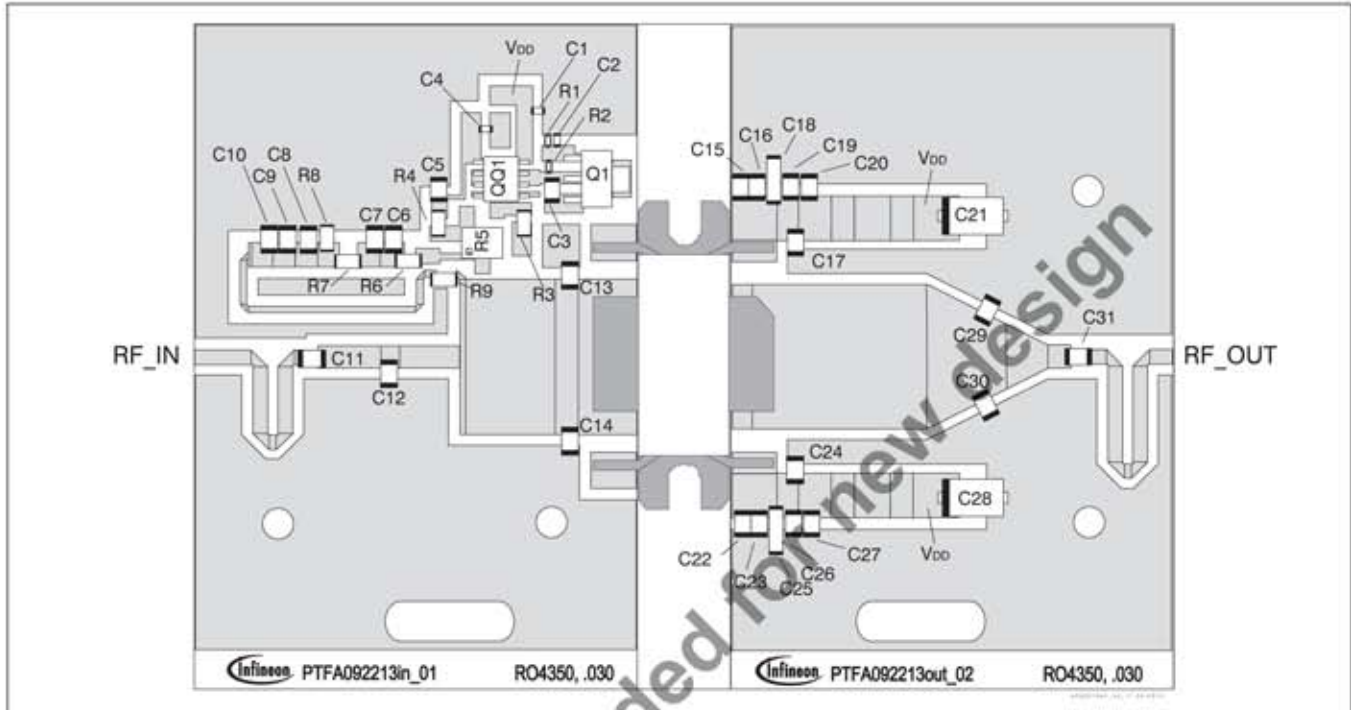 VDD
C1
C2
C4
R1
R2
C10
C8
C9
R8
C5
R4
QQ1
Q1
C7
C6
R5
C3
R7
R6
R9
R3
C13
RF_IN
C11
C12
C14
C15
C16
C18
C19
C20
VDD
C21
C17
C29
C31
RF_OUT
C30
C24
C28
C22
C23
C25
C26
C27
VDD
ded for new design
Infineon
PTFA092213in_01
RO4350, .030
Infineon
PTFA092213out_02
RO4350, .030